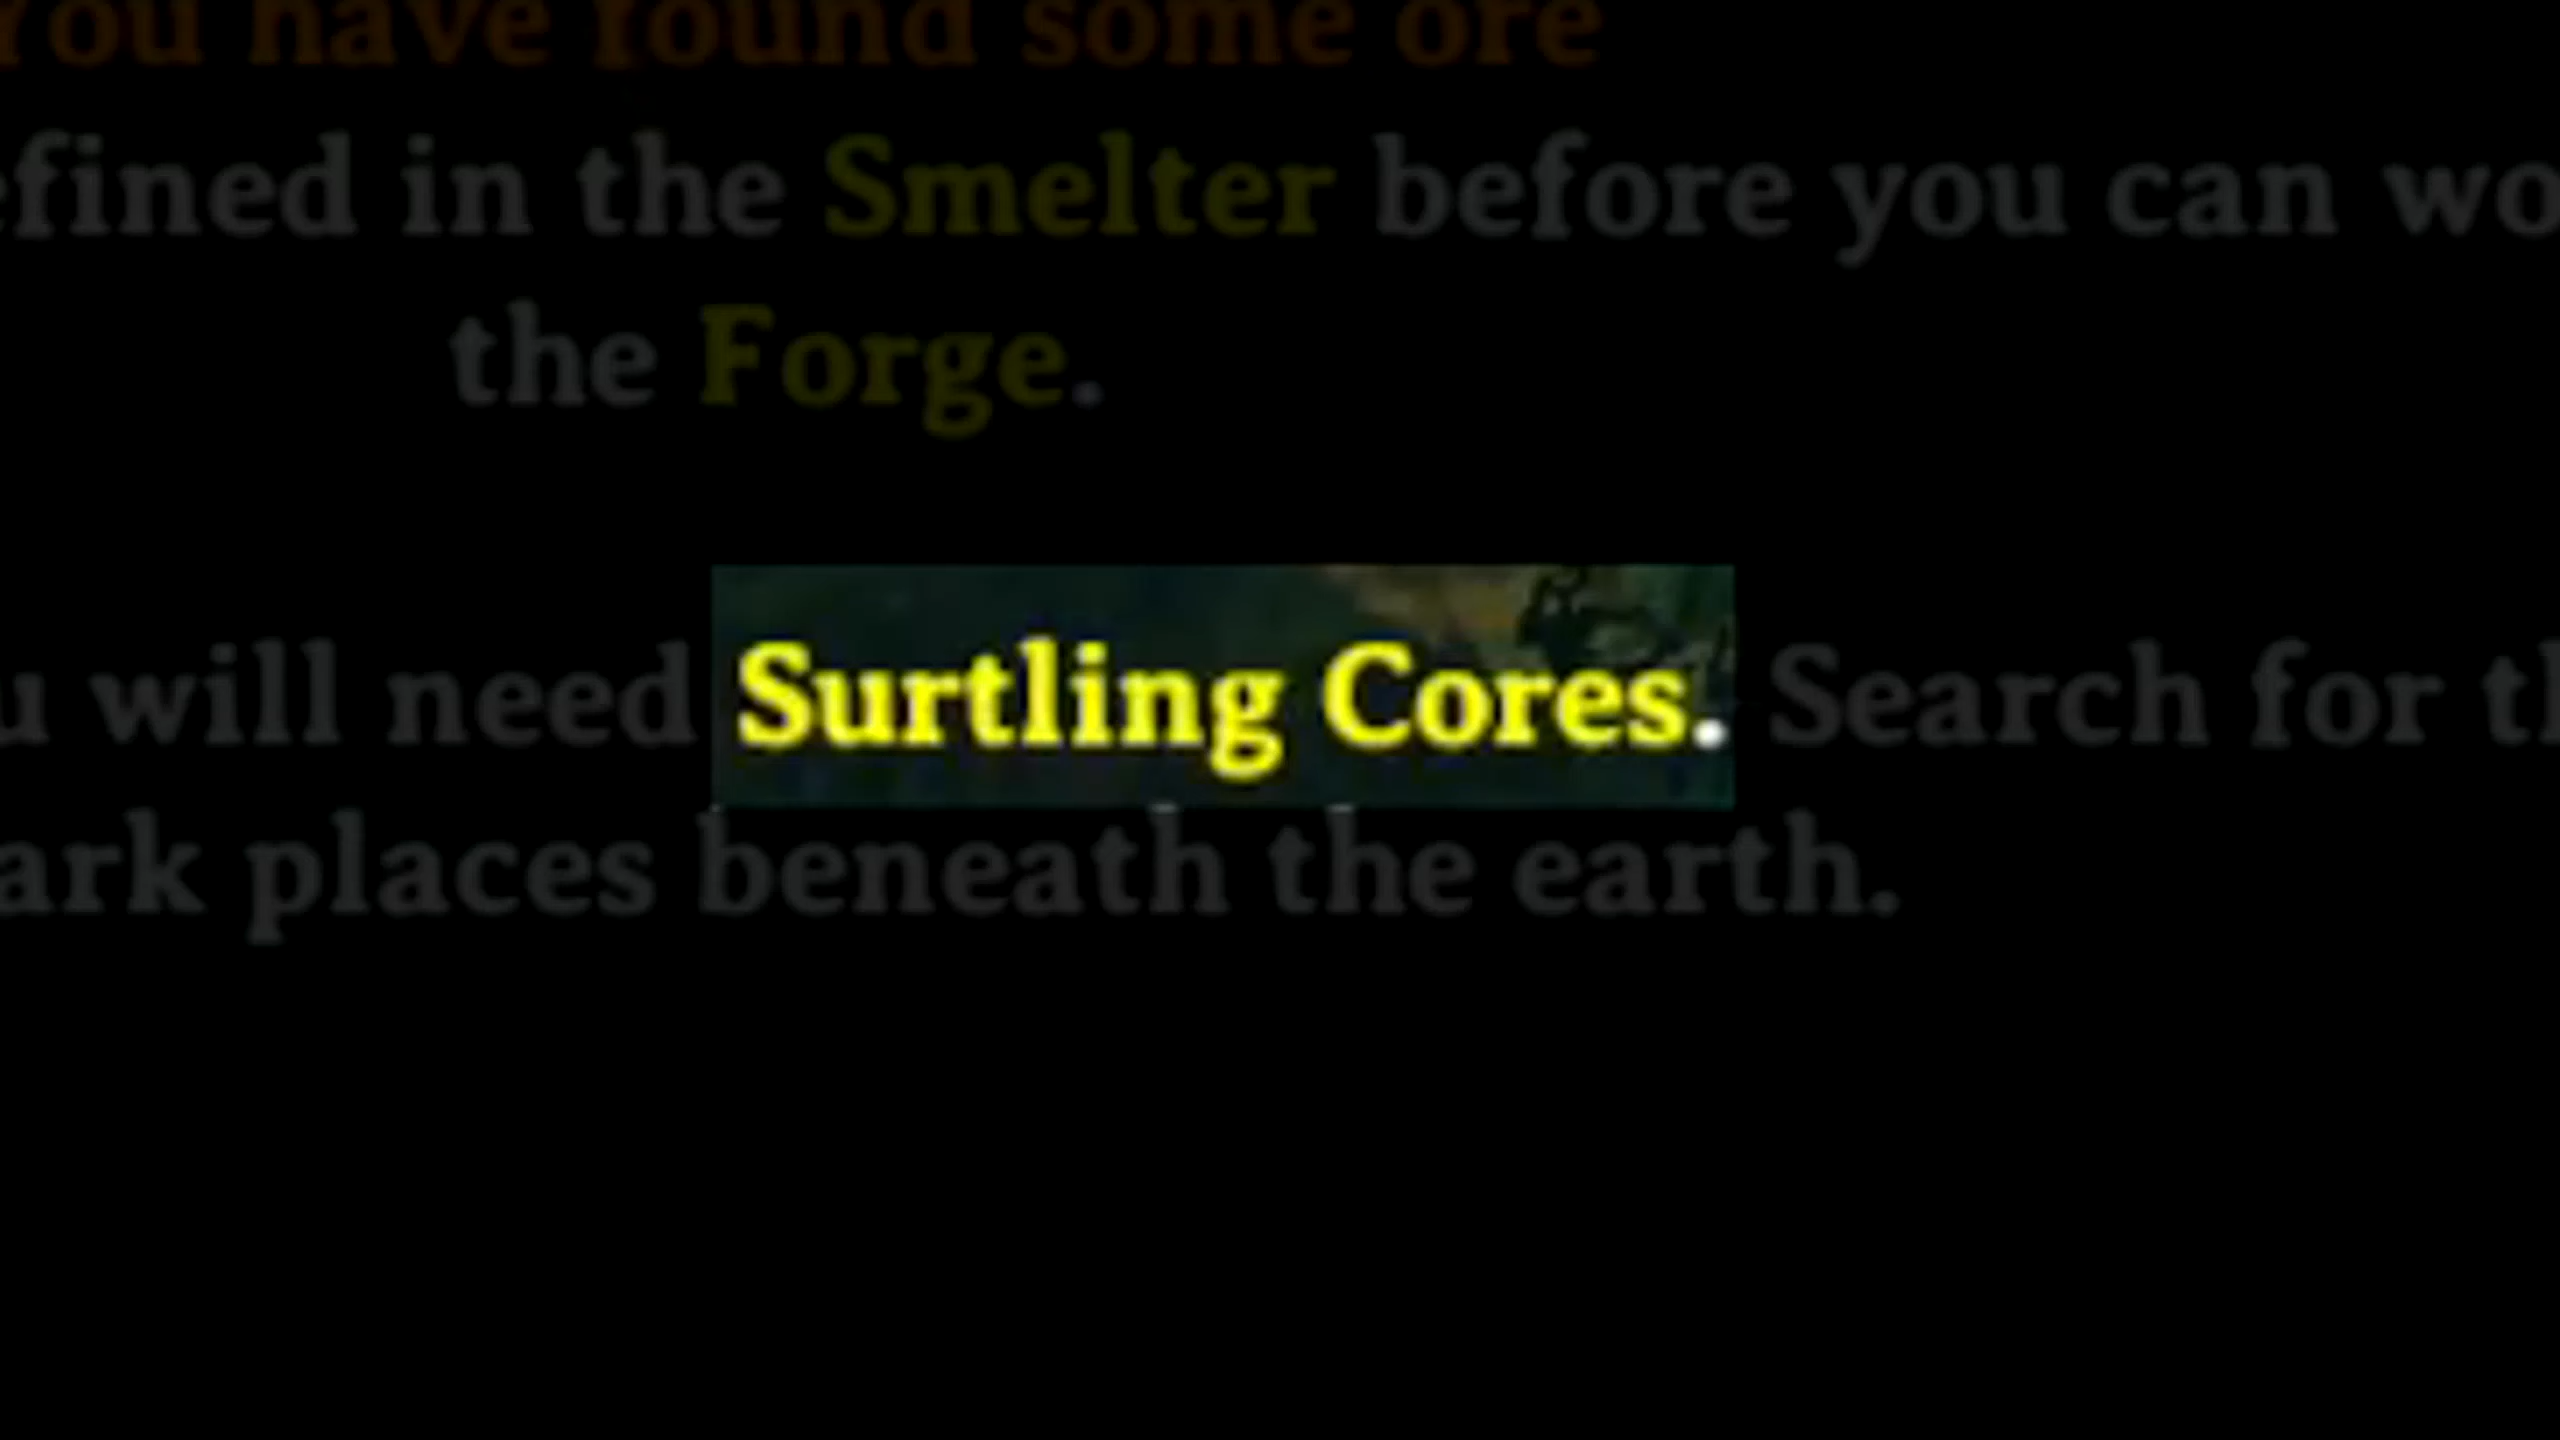 You have found some ore
efined in the Smelter before you can wo
the Forge.
u will need Surtling Cores. Search for th
ark places beneath the earth.